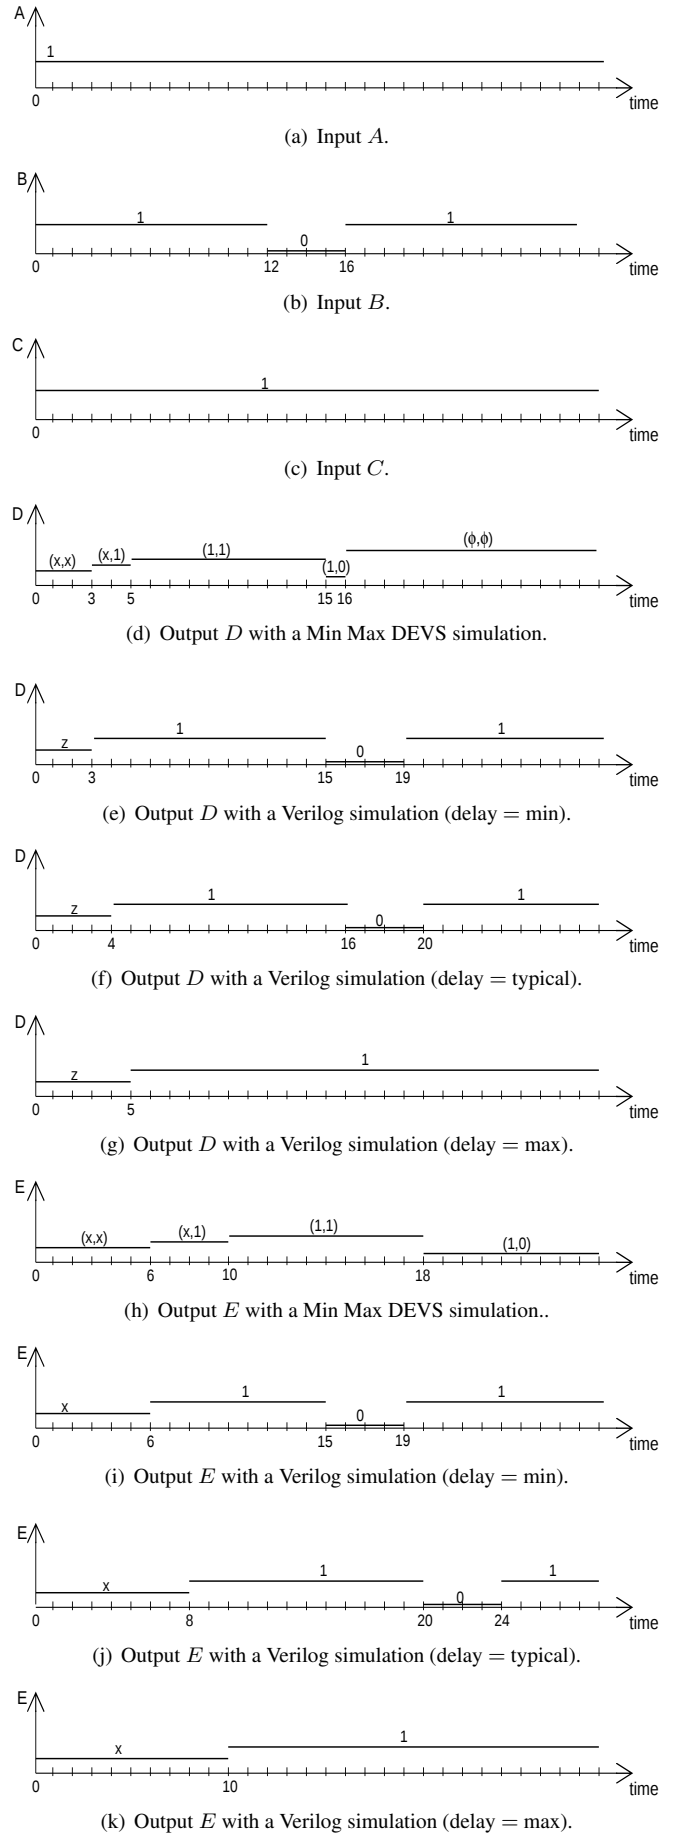 A
1
0
time
(a) Input A.
B
1
0
1
0
12
16
time
(b) Input B.
C
1
0
time
(c) Input C.
D
(x,x)
(x,1)
(1,1)
(1,0)
(ϕ,ϕ)
0
3
5
15
16
time
(d) Output D with a Min Max DEVS simulation.
D
z
1
0
1
0
3
15
19
time
(e) Output D with a Verilog simulation (delay = min).
D
z
1
0
1
0
4
16
20
time
(f) Output D with a Verilog simulation (delay = typical).
D
z
1
0
5
time
(g) Output D with a Verilog simulation (delay = max).
E
(x,x)
(x,1)
(1,1)
(1,0)
0
6
10
18
time
(h) Output E with a Min Max DEVS simulation..
E
x
1
0
1
0
6
15
19
time
(i) Output E with a Verilog simulation (delay = min).
E
x
1
0
1
0
8
20
24
time
(j) Output E with a Verilog simulation (delay = typical).
E
x
1
0
10
time
(k) Output E with a Verilog simulation (delay = max).